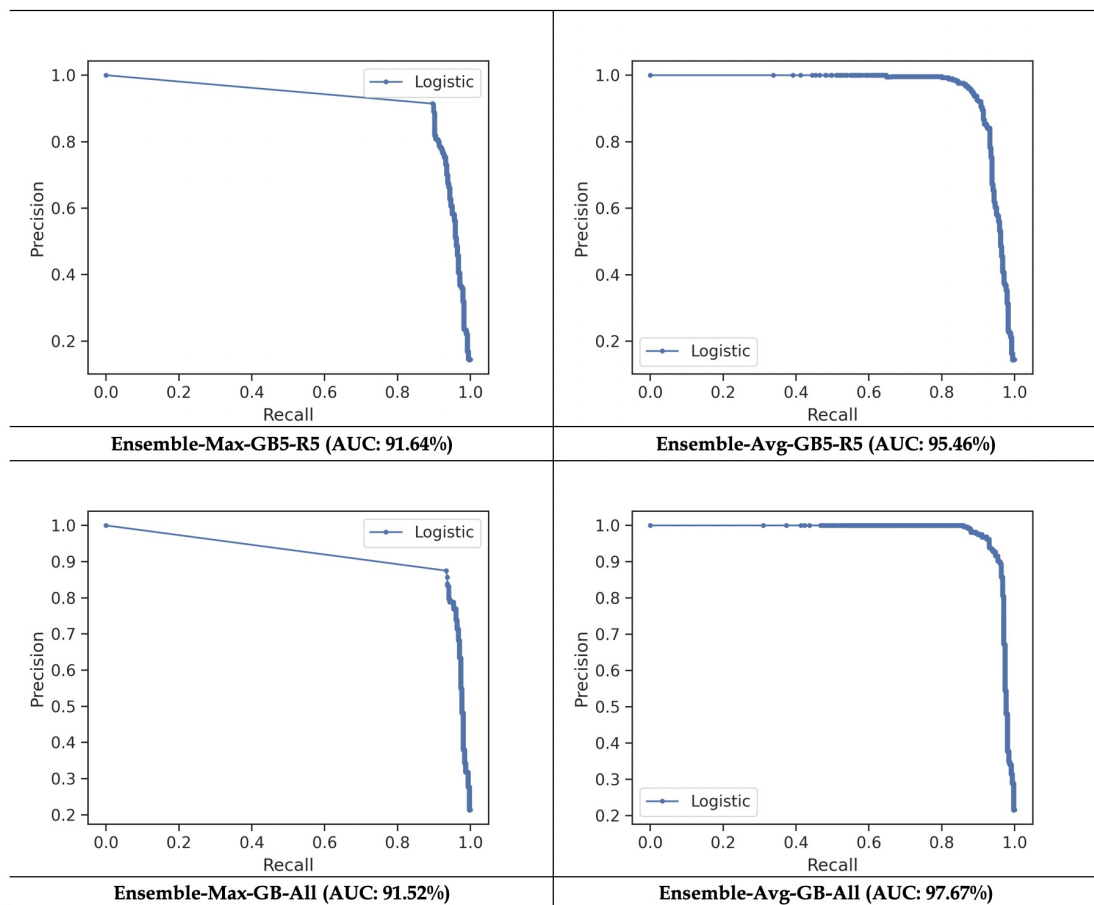 Logistic
1.0
0.8
0.6
0.4
0.2
Precision
0.0 0.2 0.4 0.6 0.8 1.0
Recall
Ensemble-Max-GB5-R5 (AUC: 91.64%)
1.0
0.8
0.6
0.4
0.2
Precision
Logistic
0.0 0.2 0.4 0.6 0.8 1.0
Recall
Ensemble-Avg-GB5-R5 (AUC: 95.46%)
Logistic
1.0
0.9
0.8
0.7
0.6
0.5
0.4
0.3
0.2
Precision
0.0 0.2 0.4 0.6 0.8 1.0
Recall
Ensemble-Max-GB-All (AUC: 91.52%)
1.0
0.9
0.8
0.7
0.6
0.5
0.4
0.3
0.2
Precision
Logistic
0.0 0.2 0.4 0.6 0.8 1.0
Recall
Ensemble-Avg-GB-All (AUC: 97.67%)